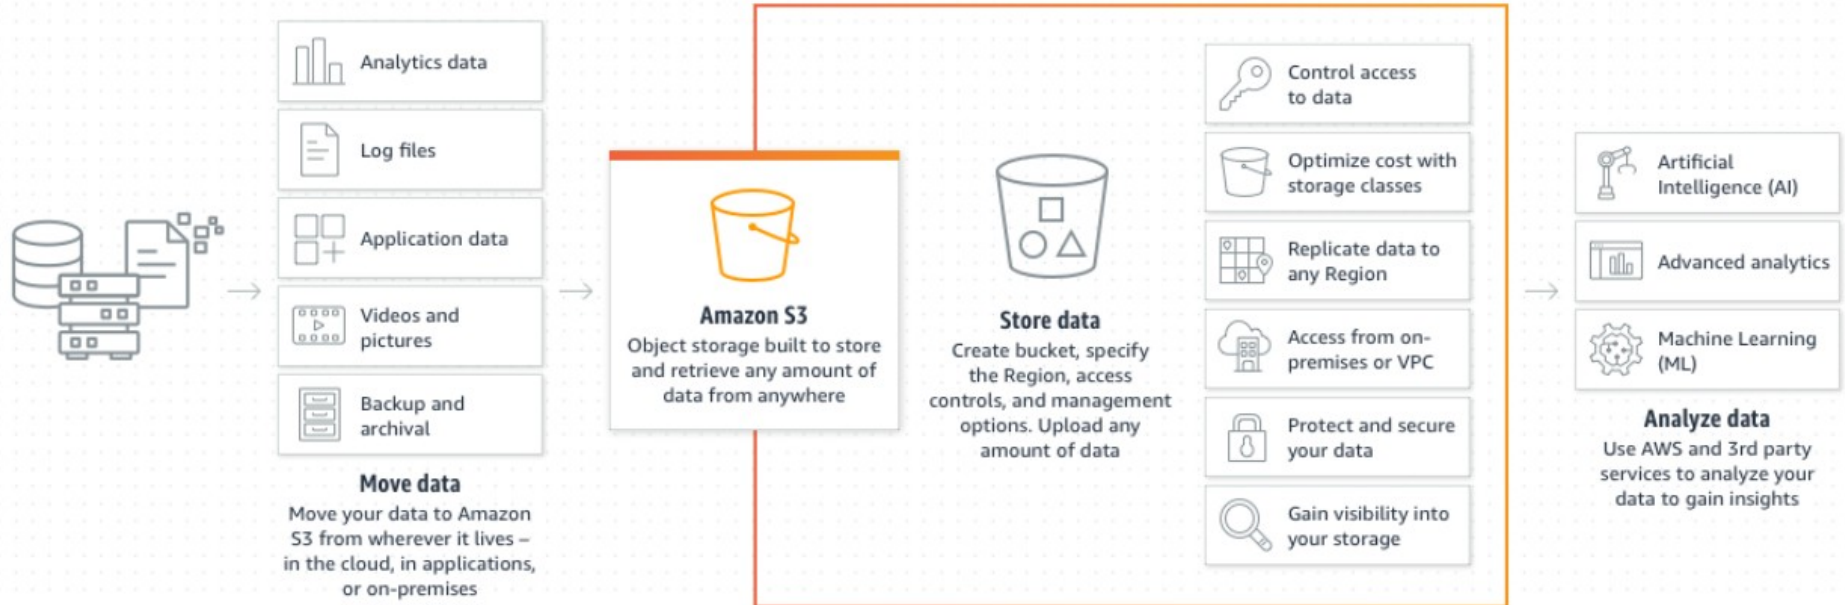 Analytics data
Log files
Application data
Videos and
pictures
Backup and
archival
Move data
Move your data to Amazon
S3 from wherever it lives –
in the cloud, in applications,
or on-premises
Amazon S3
Object storage built to store
and retrieve any amount of
data from anywhere
Store data
Create bucket, specify
the Region, access
controls, and management
options. Upload any
amount of data
Control access
to data
Optimize cost with
storage classes
Replicate data to
any Region
Access from on-
premises or VPC
Protect and secure
your data
Gain visibility into
your storage
Artificial
Intelligence (AI)
Advanced analytics
Machine Learning
(ML)
Analyze data
Use AWS and 3rd party
services to analyze your
data to gain insights